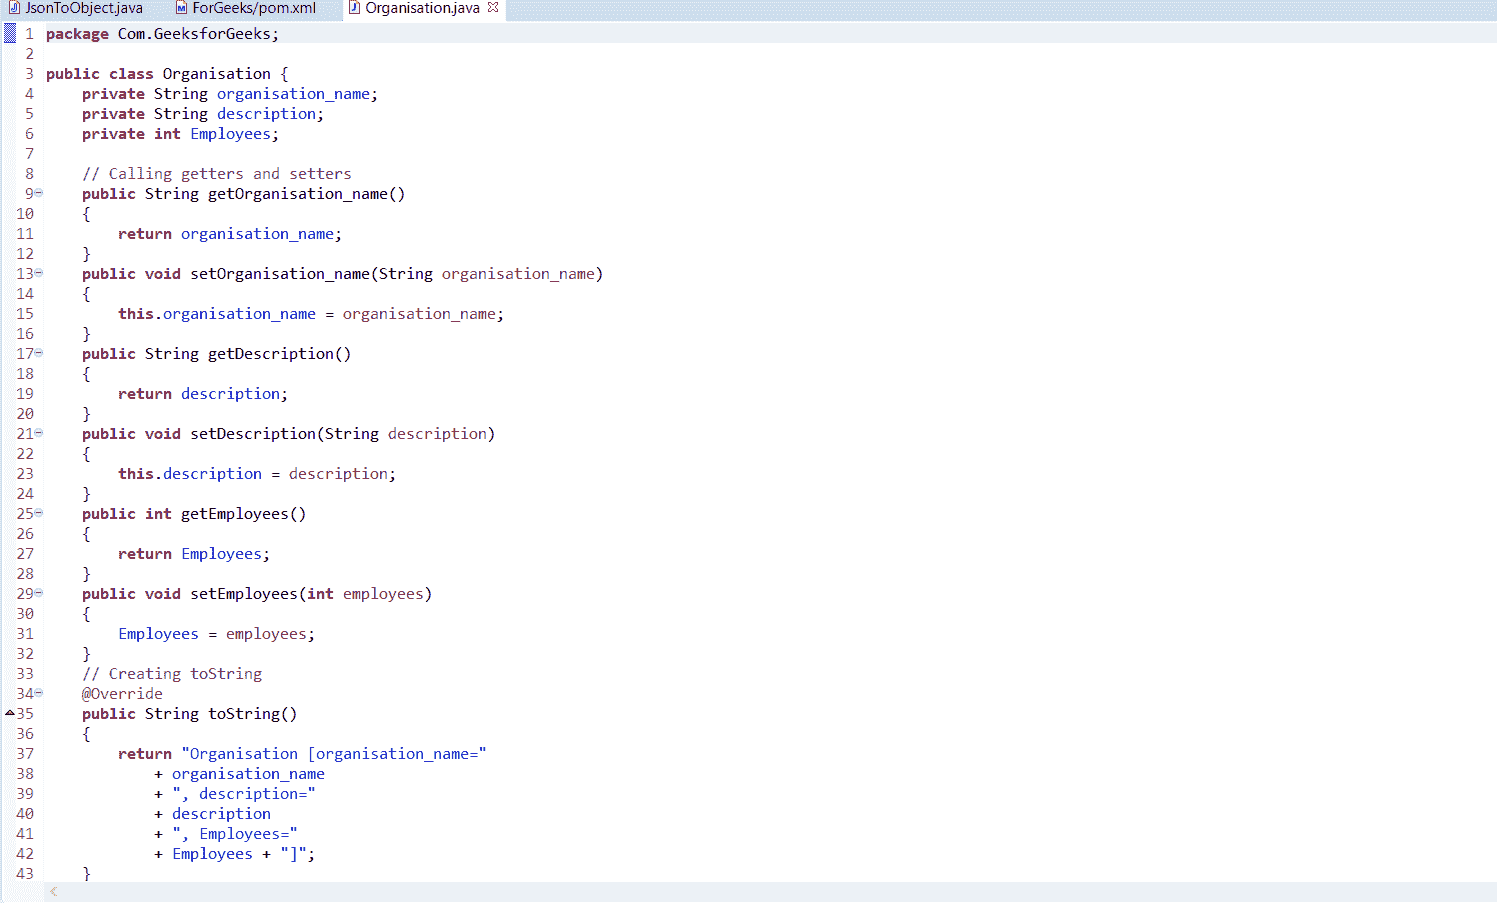 JsonToObject.java ForGeeks/pom.xml Organisation.java
1 package Com.GeeksforGeeks;
2
3 public class Organisation {
4     private String organisation_name;
5     private String description;
6     private int Employees;
7
8     // Calling getters and setters
9     public String getOrganisation_name()
10     {
11         return organisation_name;
12     }
13     public void setOrganisation_name(String organisation_name)
14     {
15         this.organisation_name = organisation_name;
16     }
17     public String getDescription()
18     {
19         return description;
20     }
21     public void setDescription(String description)
22     {
23         this.description = description;
24     }
25     public int getEmployees()
26     {
27         return Employees;
28     }
29     public void setEmployees(int employees)
30     {
31         Employees = employees;
32     }
33     // Creating toString
34     @Override
35     public String toString()
36     {
37         return "Organisation [organisation_name="
38             + organisation_name
39             + ", description="
40             + description
41             + ", Employees="
42             + Employees + "]";
43     }